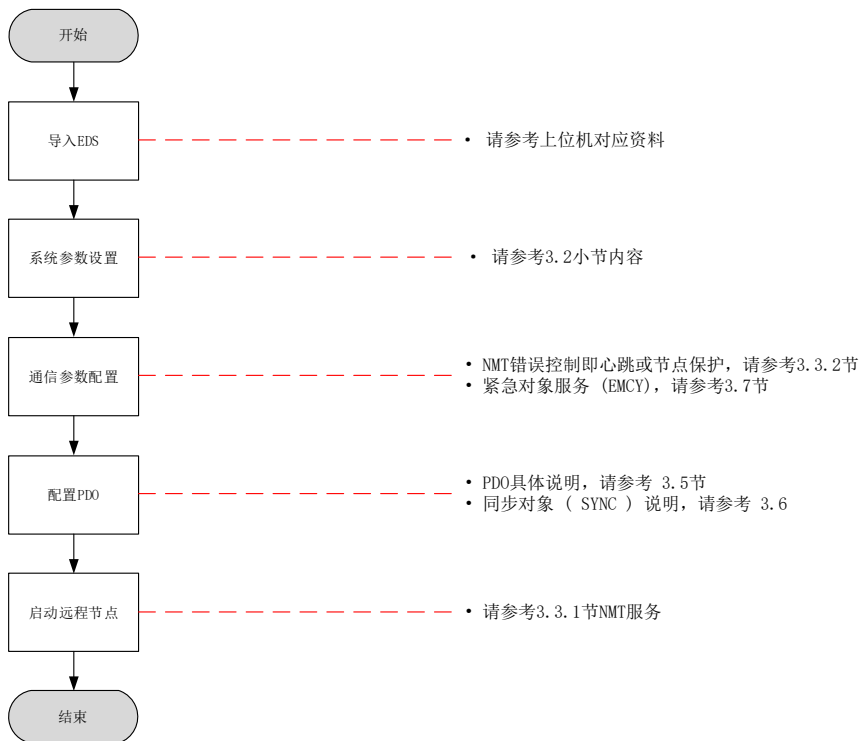 开始
导入EDS
• 请参考上位机对应资料
系统参数设置
• 请参考3.2小节内容
通信参数配置
• NMT错误控制即心跳或节点保护，请参考3.3.2节
• 紧急对象服务 (EMCY)，请参考3.7节
配置PDO
• PDO具体说明，请参考 3.5节
• 同步对象 ( SYNC ) 说明，请参考 3.6
启动远程节点
• 请参考3.3.1节NMT服务
结束